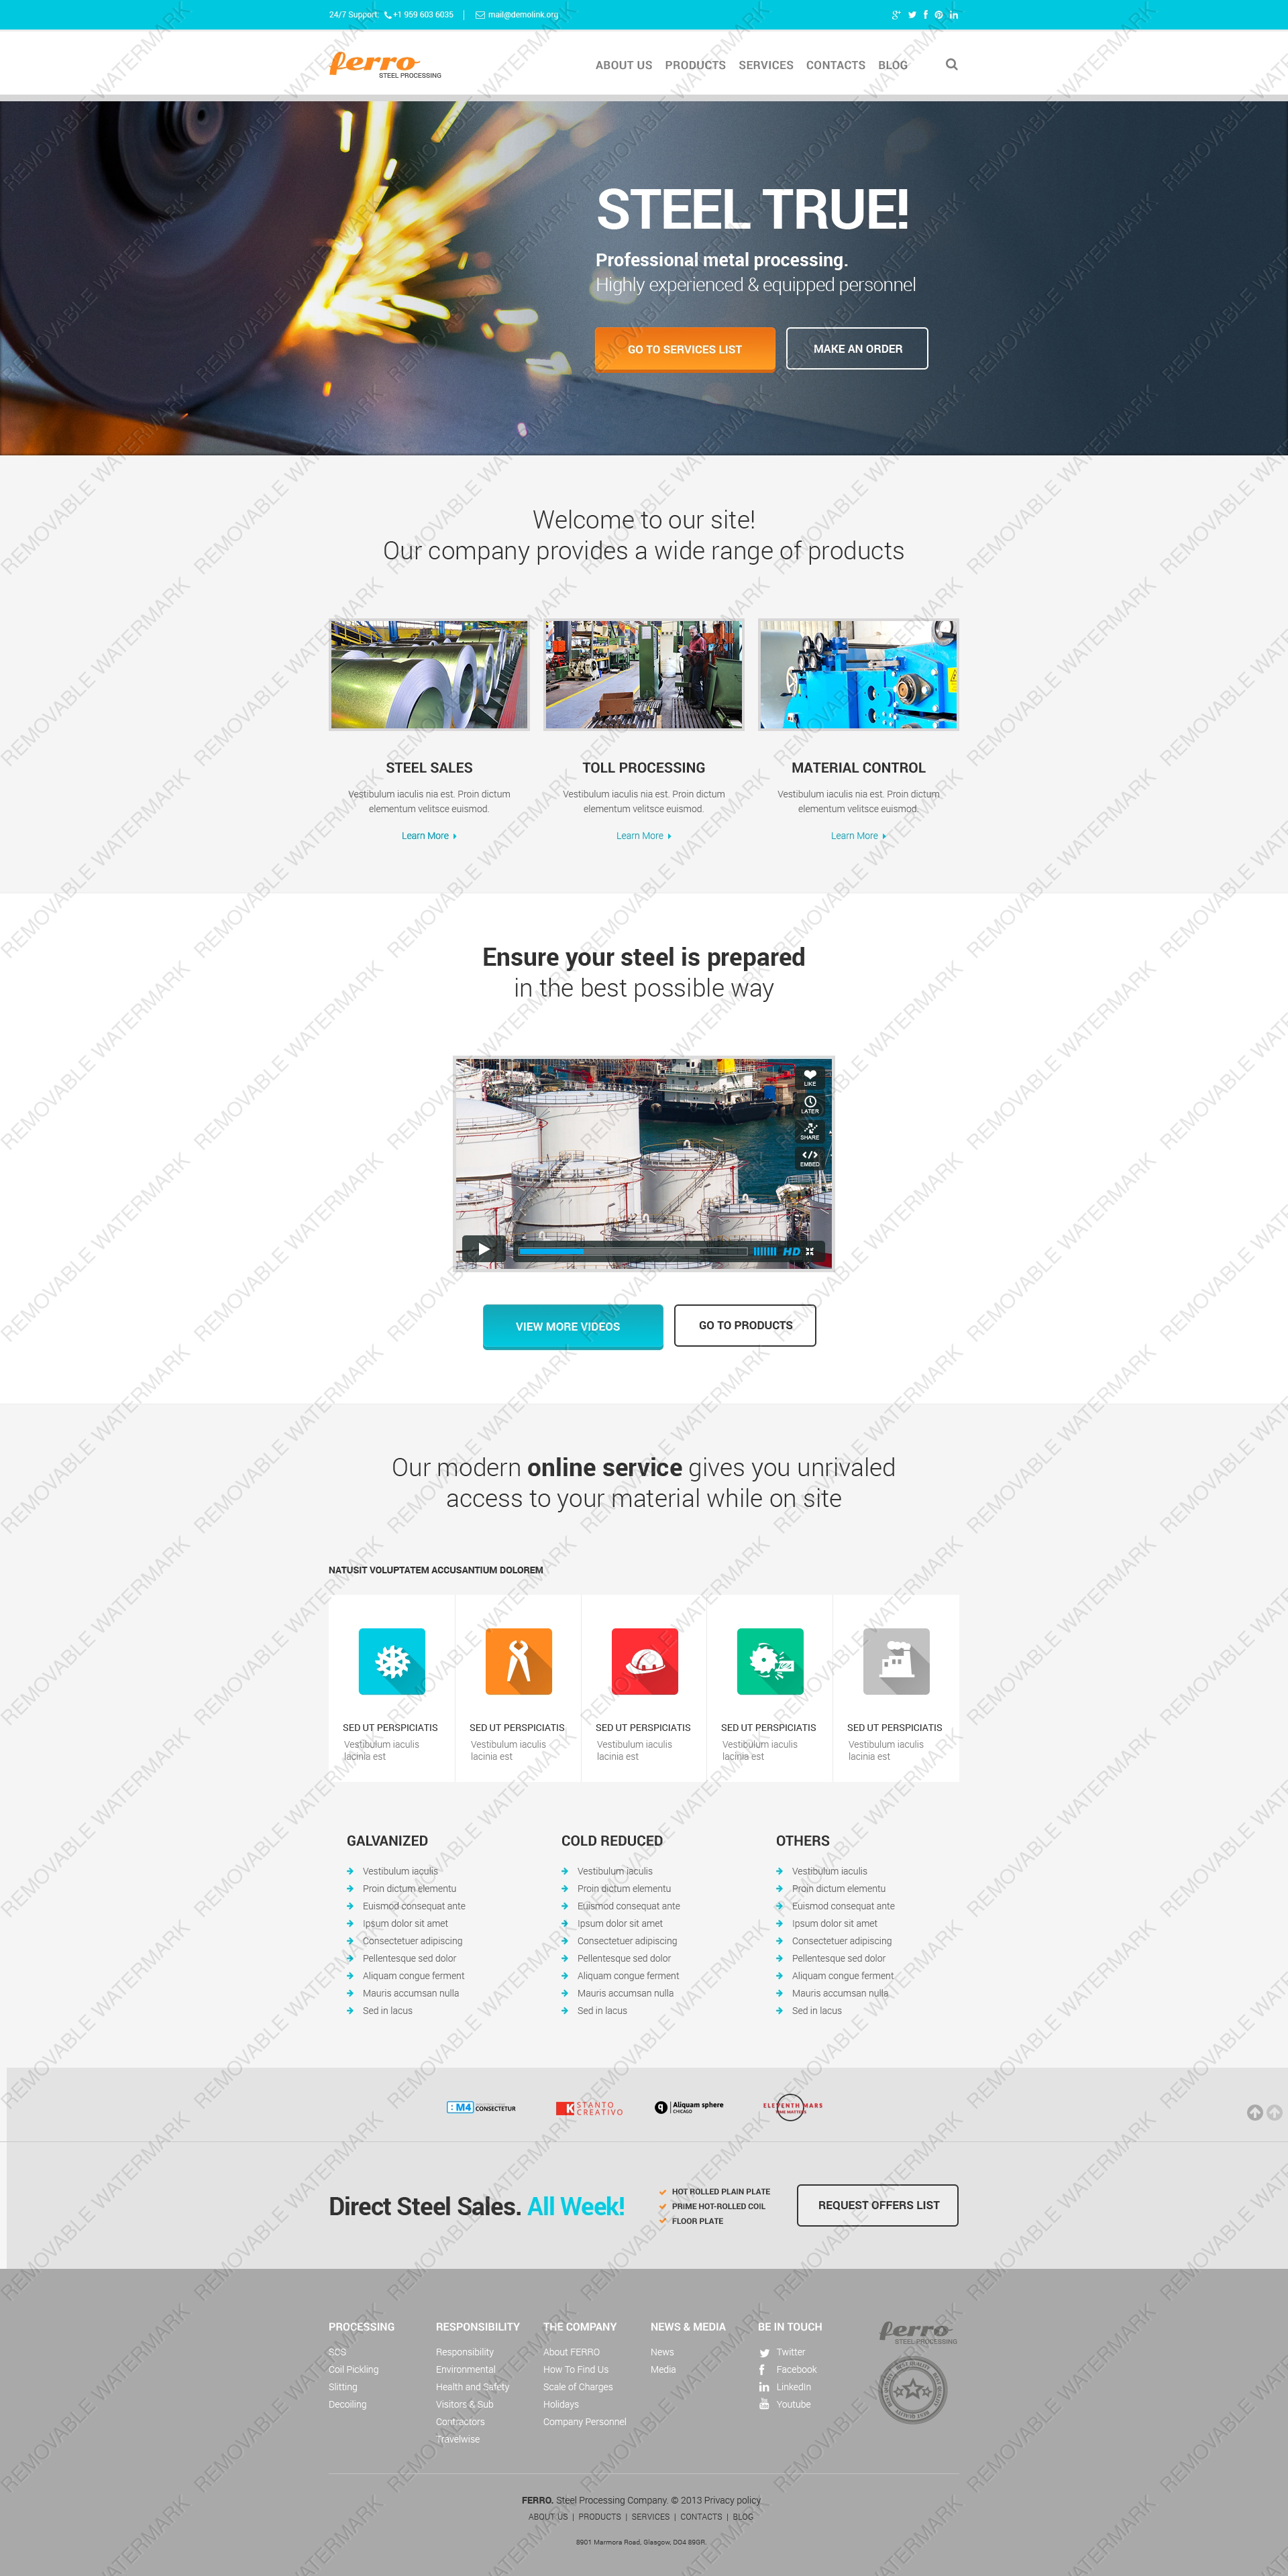 24/7 Support: +1 959 603 6035 | mail@demolink.org
ferro
STEEL PROCESSING
ABOUT US PRODUCTS SERVICES CONTACTS BLOG
STEEL TRUE!
Professional metal processing.
Highly experienced & equipped personnel
GO TO SERVICES LIST MAKE AN ORDER
Welcome to our site!
Our company provides a wide range of products
STEEL SALES
Vestibulum iaculis nia est. Proin dictum
elementum velitsce euismod.
Learn More
TOLL PROCESSING
Vestibulum iaculis nia est. Proin dictum
elementum velitsce euismod.
Learn More
MATERIAL CONTROL
Vestibulum iaculis nia est. Proin dictum
elementum velitsce euismod.
Learn More
Ensure your steel is prepared
in the best possible way
LIKE
LATER
SHARE
EMBED
HD
VIEW MORE VIDEOS GO TO PRODUCTS
Our modern online service gives you unrivaled
access to your material while on site
NATUSIT VOLUPTATEM ACCUSANTIUM DOLOREM
SED UT PERSPICIATIS
Vestibulum iaculis
lacinia est
SED UT PERSPICIATIS
Vestibulum iaculis
lacinia est
SED UT PERSPICIATIS
Vestibulum iaculis
lacinia est
SED UT PERSPICIATIS
Vestibulum iaculis
lacinia est
SED UT PERSPICIATIS
Vestibulum iaculis
lacinia est
GALVANIZED
Vestibulum iaculis
Proin dictum elementu
Euismod consequat ante
Ipsum dolor sit amet
Consectetuer adipiscing
Pellentesque sed dolor
Aliquam congue ferment
Mauris accumsan nulla
Sed in lacus
COLD REDUCED
Vestibulum iaculis
Proin dictum elementu
Euismod consequat ante
Ipsum dolor sit amet
Consectetuer adipiscing
Pellentesque sed dolor
Aliquam congue ferment
Mauris accumsan nulla
Sed in lacus
OTHERS
Vestibulum iaculis
Proin dictum elementu
Euismod consequat ante
Ipsum dolor sit amet
Consectetuer adipiscing
Pellentesque sed dolor
Aliquam congue ferment
Mauris accumsan nulla
Sed in lacus
:M4 CONSECTETUR
K STANTO
CREATIVO
q Aliquam sphere
CHICAGO
ELEVENTH MARS
TIME MATTERS
Direct Steel Sales. All Week!
HOT ROLLED PLAIN PLATE
PRIME HOT-ROLLED COIL
FLOOR PLATE
REQUEST OFFERS LIST
PROCESSING
SCS
Coil Pickling
Slitting
Decoiling
RESPONSIBILITY
Responsibility
Environmental
Health and Safety
Visitors & Sub
Contractors
Travelwise
THE COMPANY
About FERRO
How To Find Us
Scale of Charges
Holidays
Company Personnel
NEWS & MEDIA
News
Media
BE IN TOUCH
Twitter
Facebook
LinkedIn
Youtube
ferro
STEEL PROCESSING
FERRO. Steel Processing Company. © 2013 Privacy policy
ABOUT US | PRODUCTS | SERVICES | CONTACTS | BLOG
8901 Marmora Road, Glasgow, DO4 89GR.
REMOVABLE WATERMARK